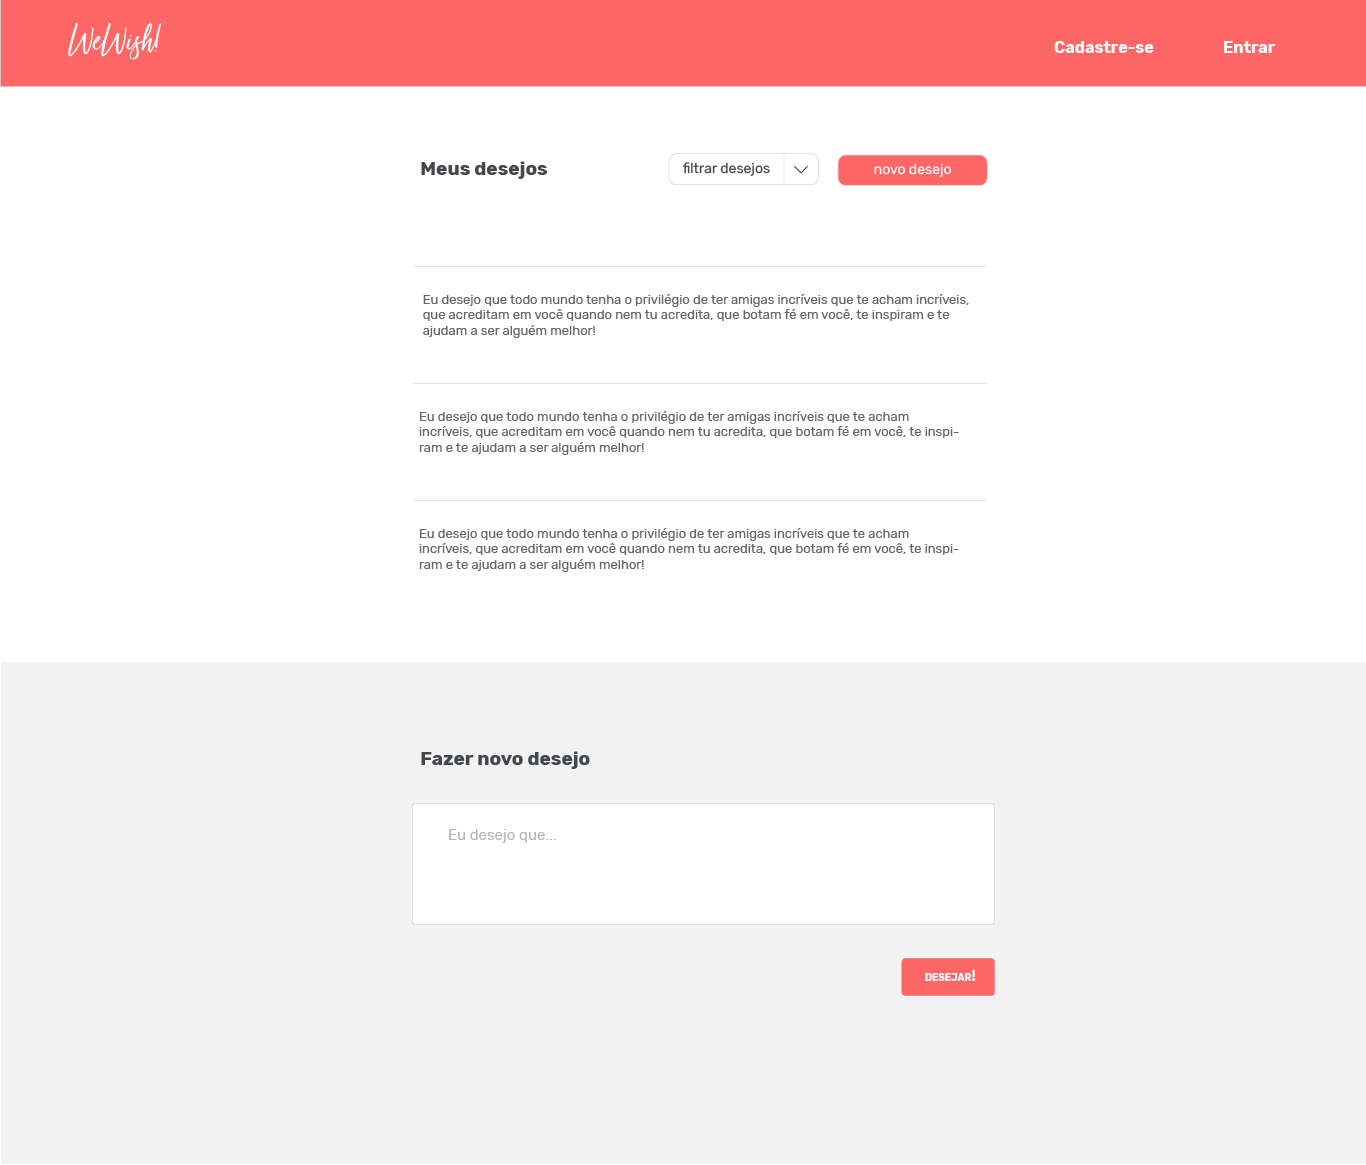 WeWish!
Cadastre-se
Entrar
Meus desejos
filtrar desejos
novo desejo
Eu desejo que todo mundo tenha o privilégio de ter amigas incríveis que te acham incríveis,
que acreditam em você quando nem tu acredita, que botam fé em você, te inspiram e te
ajudam a ser alguém melhor!
Eu desejo que todo mundo tenha o privilégio de ter amigas incríveis que te acham
incríveis, que acreditam em você quando nem tu acredita, que botam fé em você, te inspi-
ram e te ajudam a ser alguém melhor!
Eu desejo que todo mundo tenha o privilégio de ter amigas incríveis que te acham
incríveis, que acreditam em você quando nem tu acredita, que botam fé em você, te inspi-
ram e te ajudam a ser alguém melhor!
Fazer novo desejo
Eu desejo que...
DESEJAR!